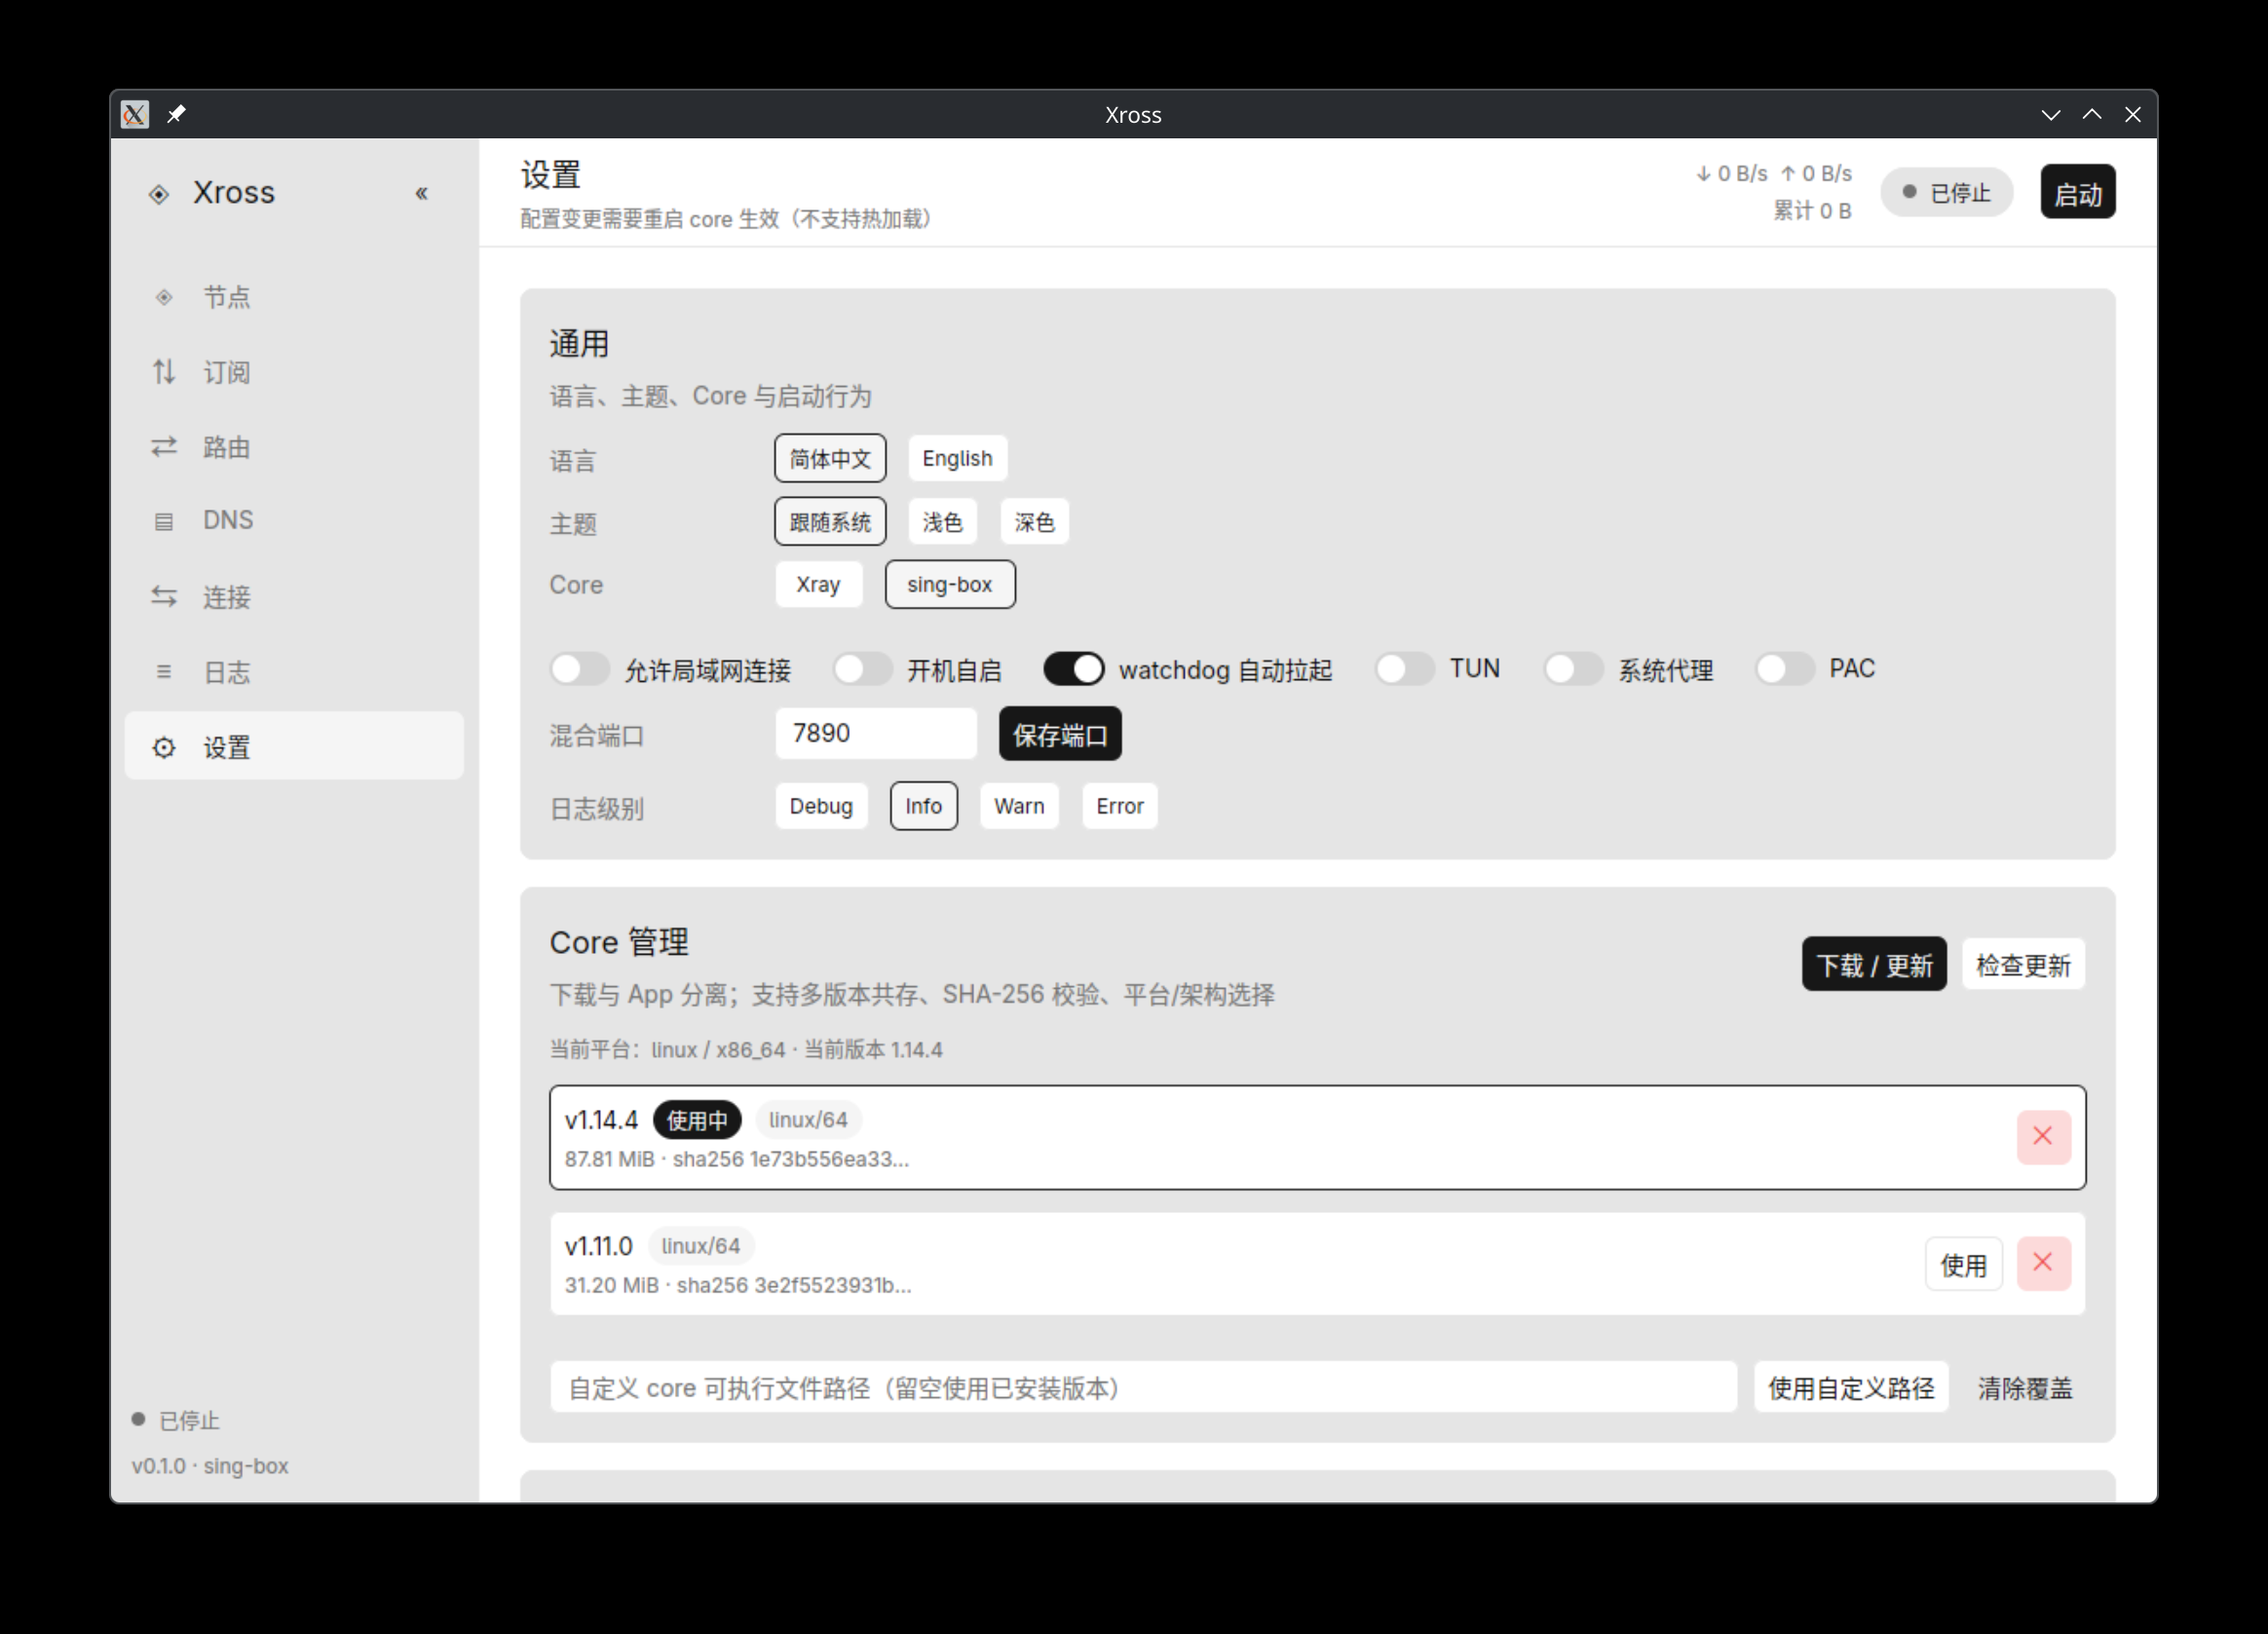 Xross
Xross «
节点
订阅
路由
DNS
连接
日志
设置
已停止
v0.1.0 · sing-box
设置
配置变更需要重启 core 生效（不支持热加载）
↓ 0 B/s ↑ 0 B/s
累计 0 B
已停止
启动
通用
语言、主题、Core 与启动行为
语言 简体中文 English
主题 跟随系统 浅色 深色
Core Xray sing-box
允许局域网连接 开机自启 watchdog 自动拉起 TUN 系统代理 PAC
混合端口 7890 保存端口
日志级别 Debug Info Warn Error
Core 管理
下载 / 更新 检查更新
下载与 App 分离；支持多版本共存、SHA-256 校验、平台/架构选择
当前平台：linux / x86_64 · 当前版本 1.14.4
v1.14.4 使用中 linux/64
87.81 MiB · sha256 1e73b556ea33...
v1.11.0 linux/64
31.20 MiB · sha256 3e2f5523931b...
使用
自定义 core 可执行文件路径（留空使用已安装版本） 使用自定义路径 清除覆盖